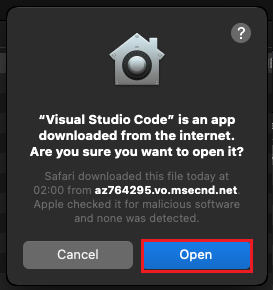 ?
“Visual Studio Code” is an app
downloaded from the internet.
Are you sure you want to open it?
Safari downloaded this file today at
02:00 from az764295.vo.msecnd.net.
Apple checked it for malicious software
and none was detected.
Cancel
Open